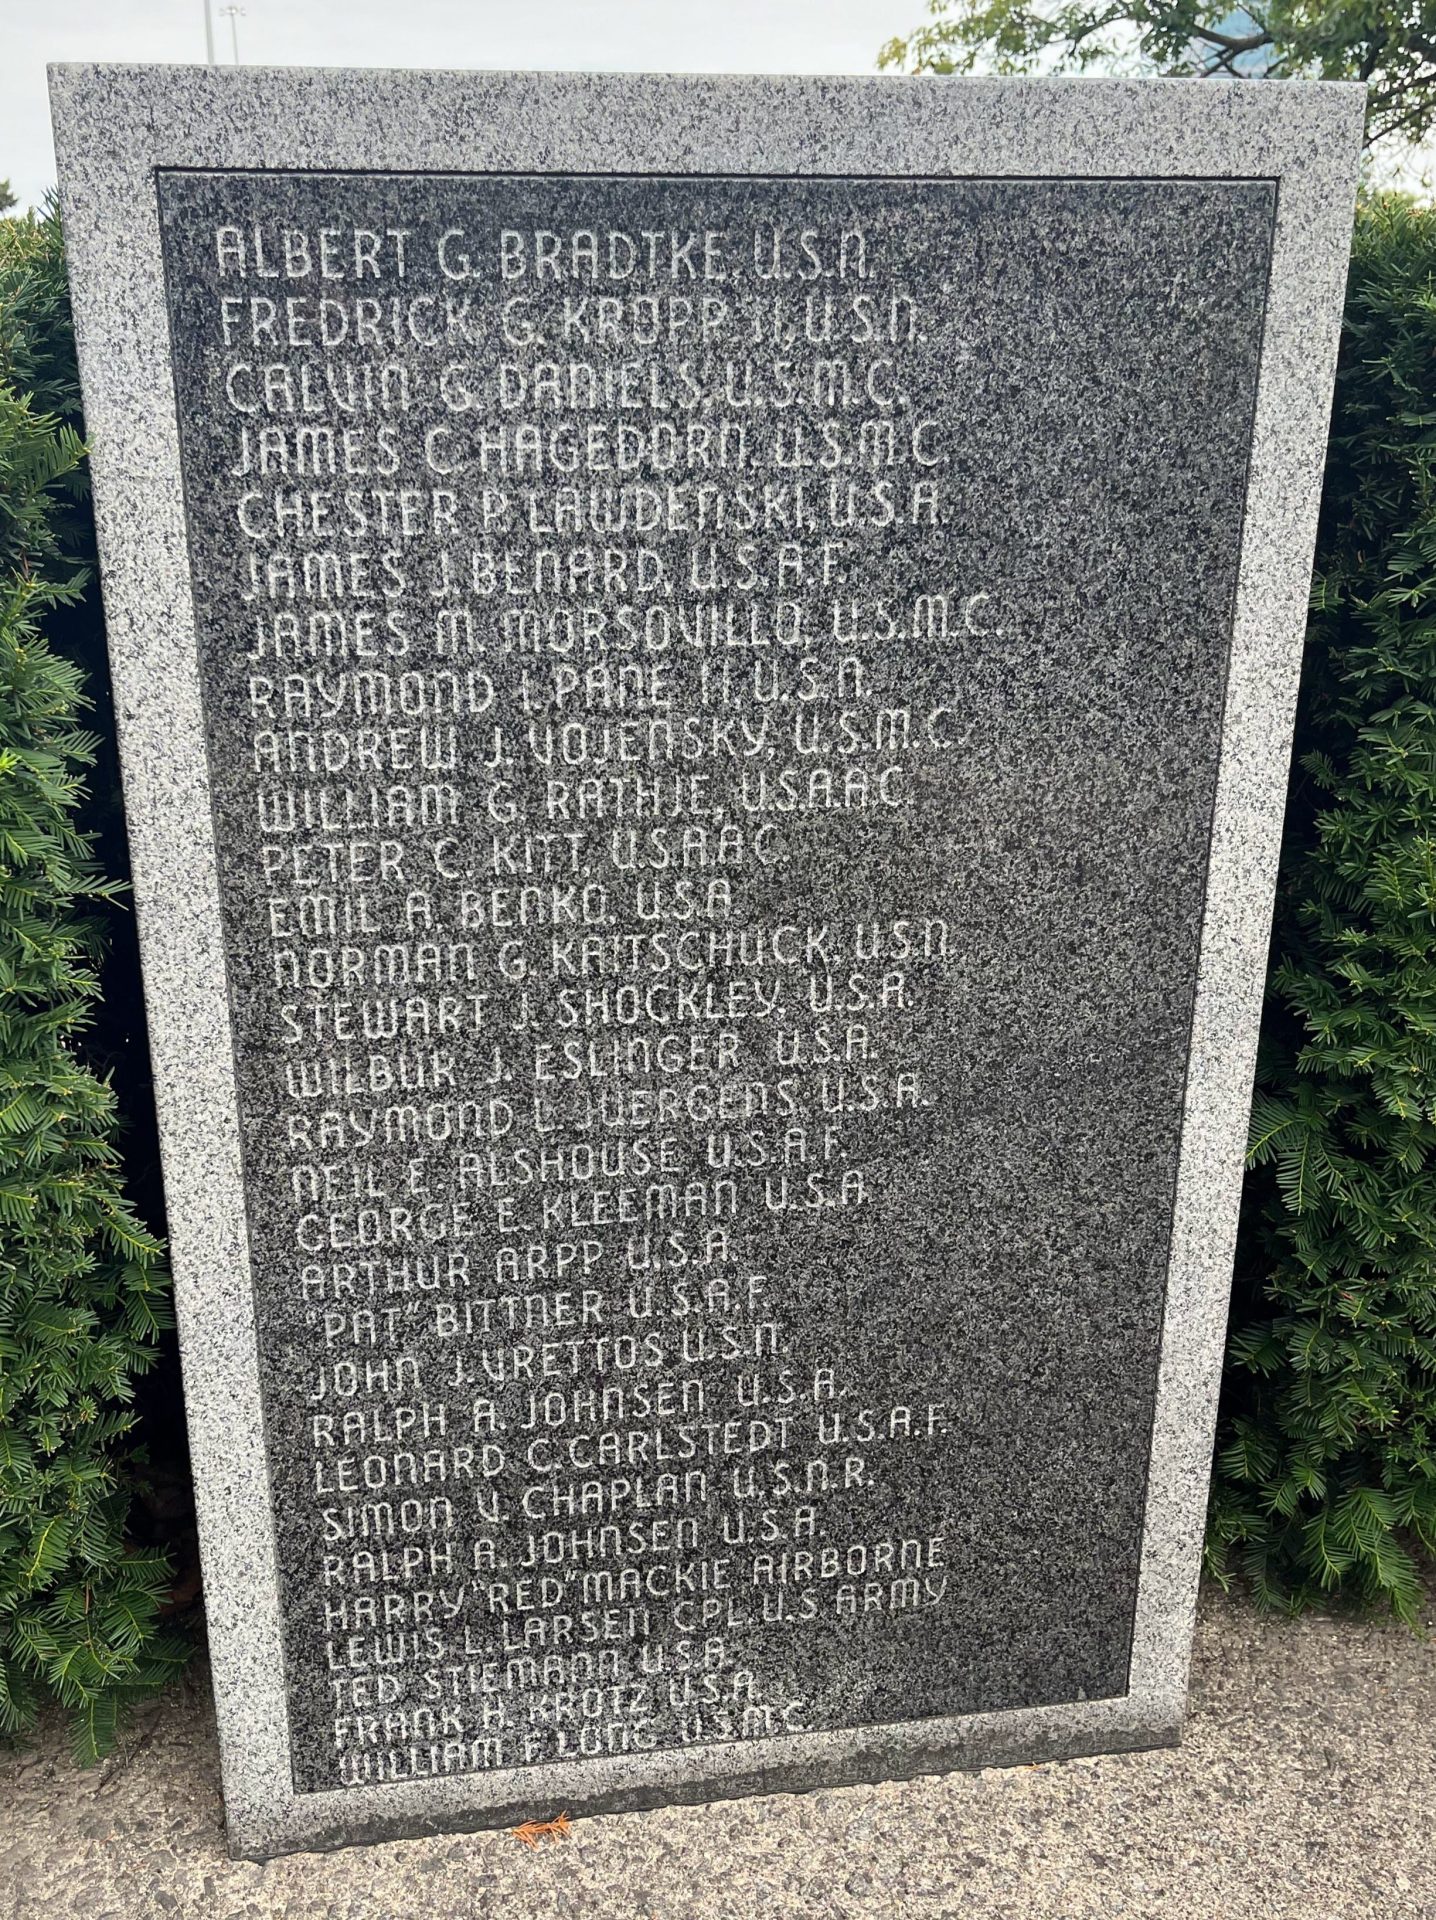 ALBERT G. BRADTKE, U.S.N.
FREDRICK G. KROPP II, U.S.N.
CALVIN G. DANIELS, U.S.M.C.
JAMES C. HAGEDORN, U.S.M.C.
CHESTER P. LAWDENSKI, U.S.A.
JAMES J. BENARD, U.S.A.F.
JAMES M. MORSOVILLO, U.S.M.C.
RAYMOND I. PANE II, U.S.N.
ANDREW J. VOJENSKY, U.S.M.C.
WILLIAM G. RATHJE, U.S.A.A.C.
PETER C. KITT, U.S.A.A.C.
EMIL A. BENKO, U.S.A.
NORMAN G. KAITSCHUCK, U.S.N.
STEWART J. SHOCKLEY, U.S.A.
WILBUR J. ESLINGER U.S.A.
RAYMOND L. JUERGENS U.S.A.
NEIL E. ALSHOUSE U.S.A.F.
GEORGE E. KLEEMAN U.S.A.
ARTHUR ARPP U.S.A.
"PAT" BITTNER U.S.A.F.
JOHN J. VRETTOS U.S.N.
RALPH A. JOHNSEN U.S.A.
LEONARD C. CARLSTEDT U.S.A.F.
SIMON V. CHAPLAN U.S.N.R.
RALPH A. JOHNSEN U.S.A.
HARRY "RED" MACKIE AIRBORNE
LEWIS L. LARSEN CPL. U.S ARMY
TED STIEMANN U.S.A.
FRANK H. KROTZ U.S.A.
WILLIAM F. LONG U.S.M.C.